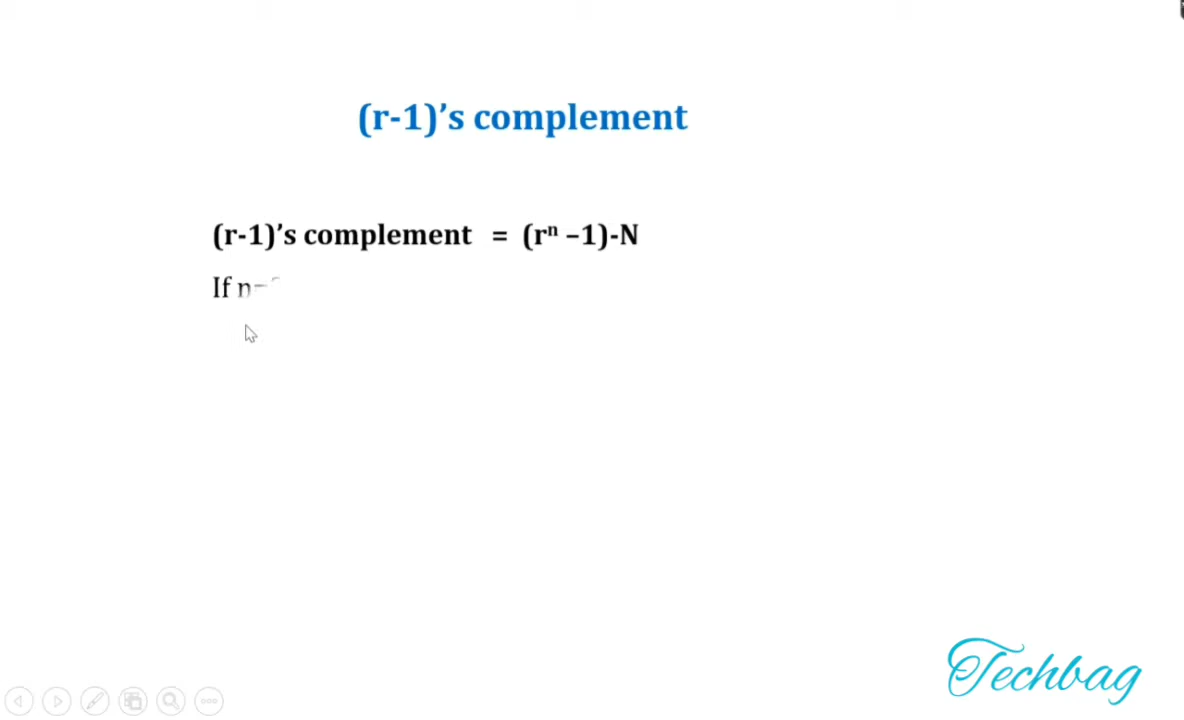 (r-1)’s complement
(r-1)’s complement = (rⁿ –1)-N
If n
Techbag